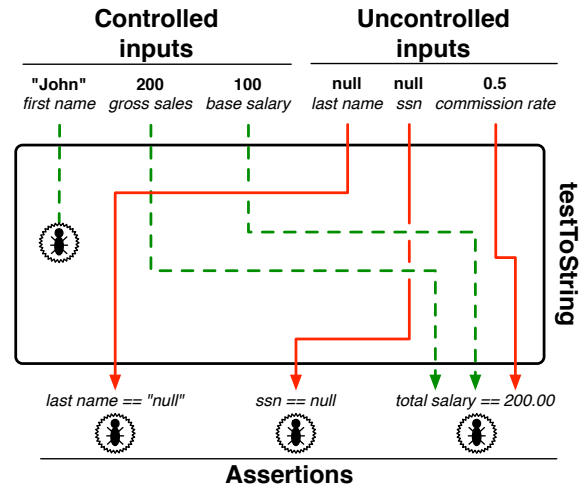 Controlled
inputs
Uncontrolled
inputs
"John" 200 100 null null 0.5
first name gross sales base salary last name ssn commission rate
testToString
last name == "null" ssn == null total salary == 200.00
Assertions